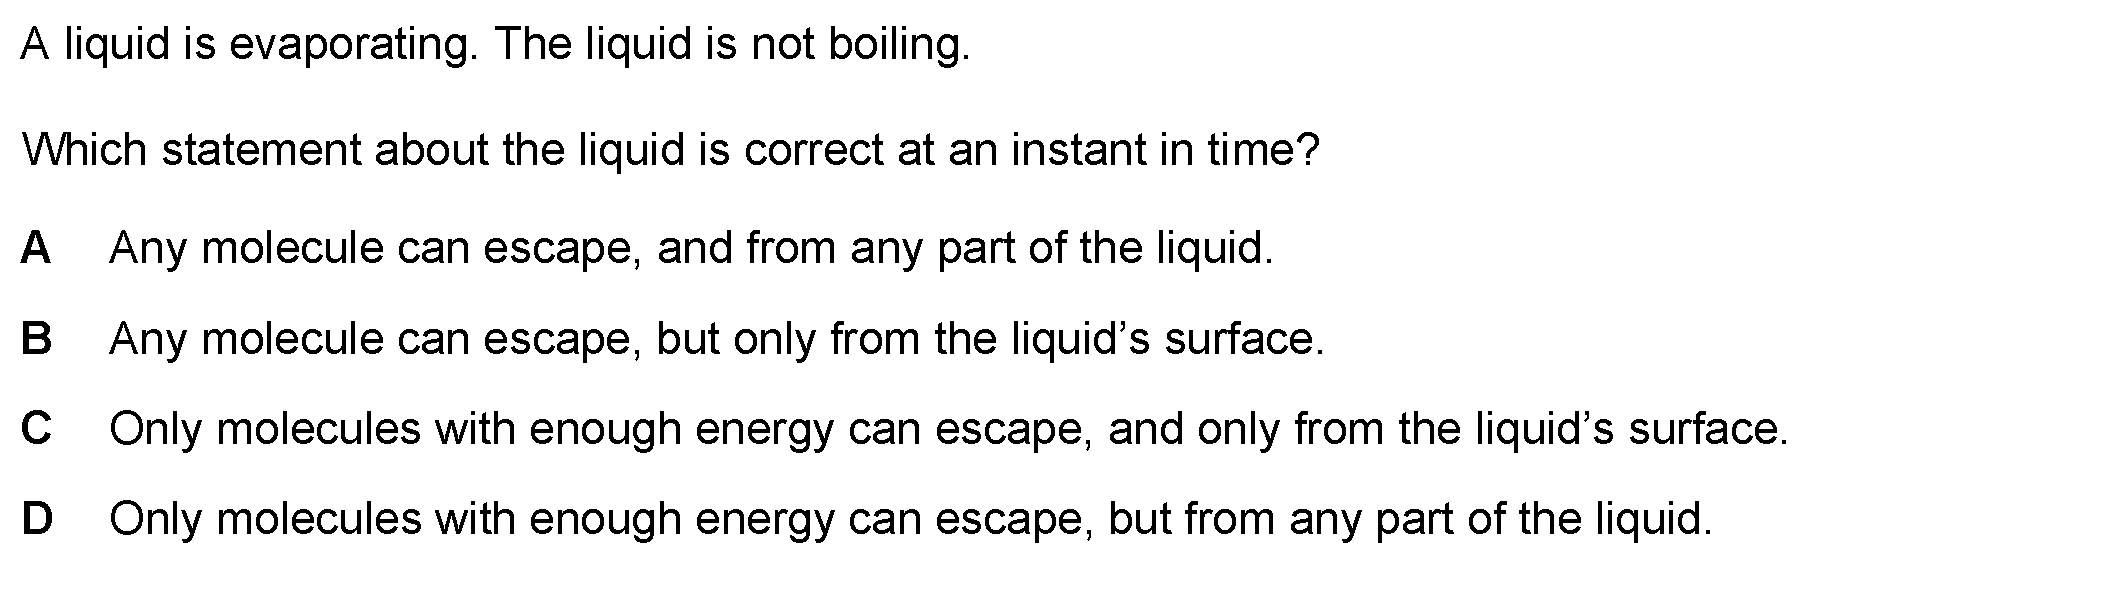 A liquid is evaporating. The liquid is not boiling.
Which statement about the liquid is correct at an instant in time?
A Any molecule can escape, and from any part of the liquid.
B Any molecule can escape, but only from the liquid’s surface.
C Only molecules with enough energy can escape, and only from the liquid’s surface.
D Only molecules with enough energy can escape, but from any part of the liquid.